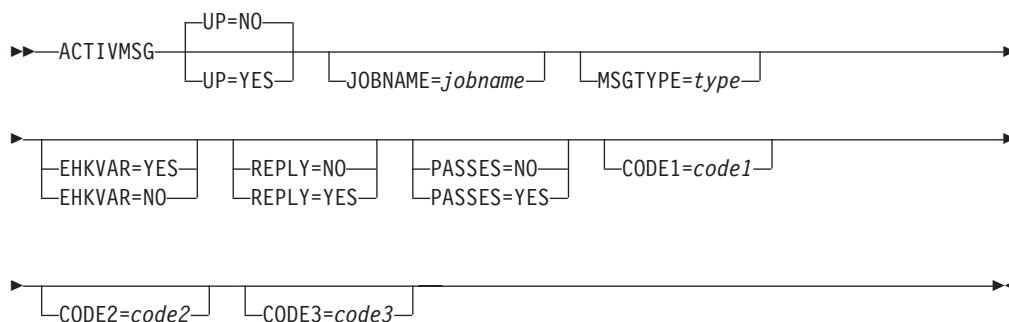 UP=NO
ACTIVMSG
UP=YES JOBNAME=jobname MSGTYPE=type
EHKVAR=YES REPLY=NO PASSES=NO CODE1=code1
EHKVAR=NO REPLY=YES PASSES=YES
CODE2=code2 CODE3=code3